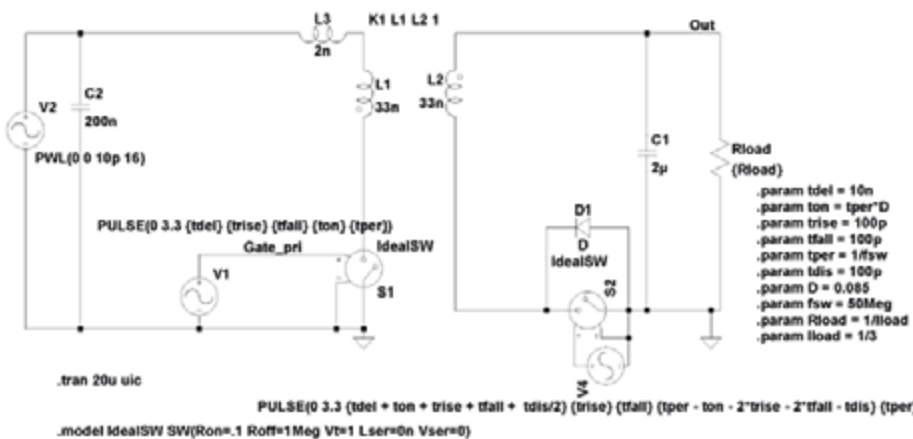 L3
K1 L1 L2 1
Out
2n
L1
L2
C2
33n
33n
V2
200n
C1
Rload
2µ
{Rload}
PWL(0 0 10p 16)
.param tdel = 10n
.param ton = tper*D
.param trise = 100p
.param tfall = 100p
.param tper = 1/fsw
.param tdis = 100p
.param D = 0.085
.param fsw = 50Meg
.param Rload = 1/Iload
.param Iload = 1/3
PULSE(0 3.3 {tdel} {trise} {tfall} {ton} {tper})
D1
D
Gate_pri
IdealSW
IdealSW
V1
S1
S2
V4
.tran 20u uic
PULSE(0 3.3 {tdel + ton + trise + tfall + tdis/2} {trise} {tfall} {tper - ton - 2*trise - 2*tfall - tdis} {tper}
.model IdealSW SW(Ron=.1 Roff=1Meg Vt=1 Lser=0n Vser=0)